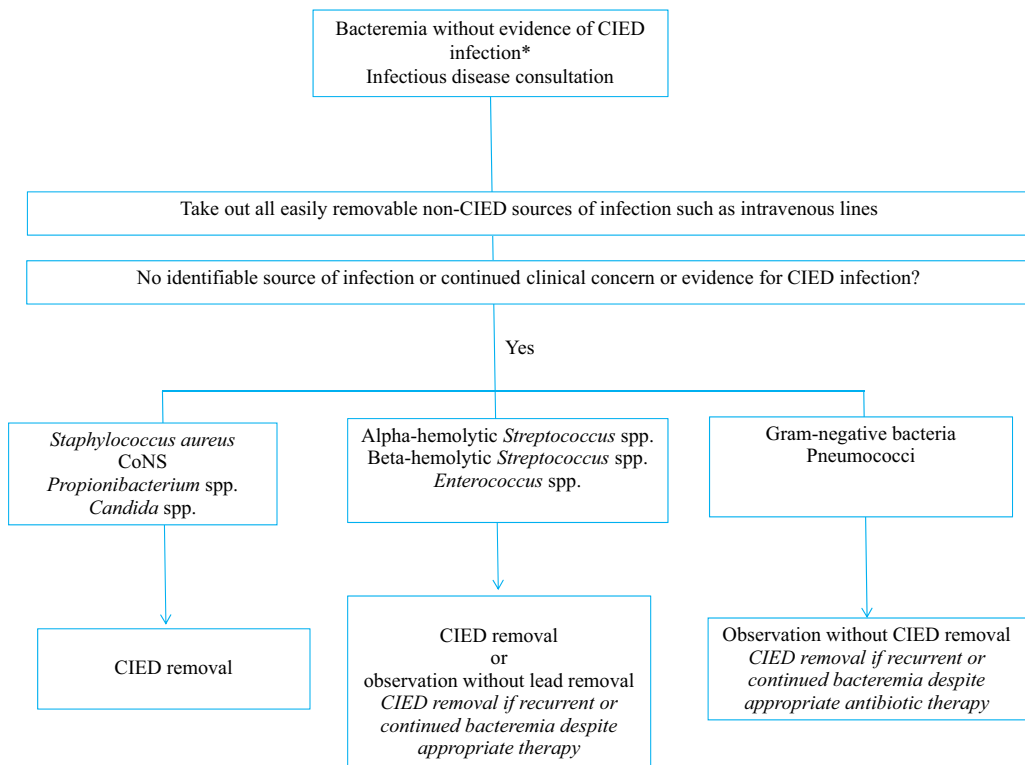 Bacteremia without evidence of CIED
infection*
Infectious disease consultation
Take out all easily removable non-CIED sources of infection such as intravenous lines
No identifiable source of infection or continued clinical concern or evidence for CIED infection?
Yes
Staphylococcus aureus
CoNS
Propionibacterium spp.
Candida spp.
Alpha-hemolytic Streptococcus spp.
Beta-hemolytic Streptococcus spp.
Enterococcus spp.
Gram-negative bacteria
Pneumococci
CIED removal
CIED removal
or
observation without lead removal
CIED removal if recurrent or
continued bacteremia despite
appropriate therapy
Observation without CIED removal
CIED removal if recurrent or
continued bacteremia despite
appropriate antibiotic therapy